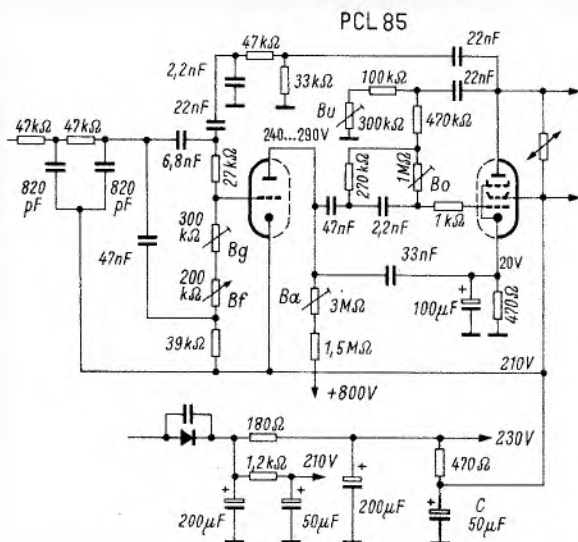 PCL 85
47kΩ
22nF
2,2nF
33kΩ
100kΩ
22nF
Bu
300kΩ
470kΩ
22nF
240...290V
47kΩ
47kΩ
6,8nF
27kΩ
270kΩ
1MΩ
Bo
820
pF
820
pF
47nF
2,2nF
1kΩ
300
kΩ
Bg
47nF
33nF
20V
200
kΩ
Bf
Ba
3MΩ
100µF
470Ω
39kΩ
1,5MΩ
210V
+800V
180Ω
230V
1,2kΩ
210V
470Ω
200µF
50µF
200µF
C
50µF